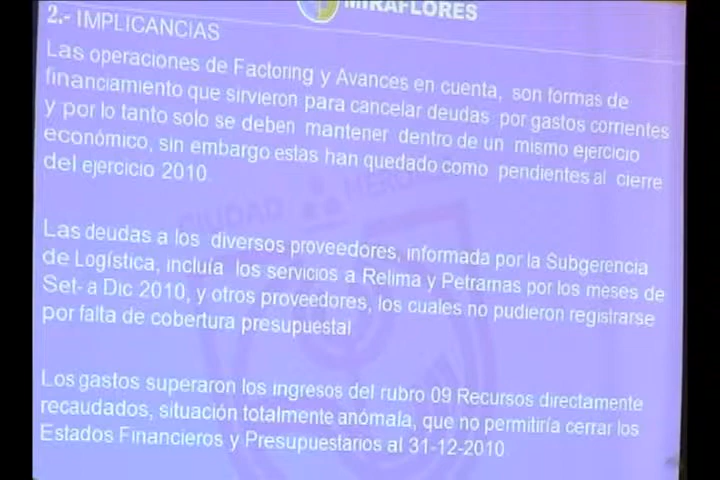 MIRAFLORES
2.- IMPLICANCIAS
Las operaciones de Factoring y Avances en cuenta, son formas de
financiamiento que sirvieron para cancelar deudas por gastos corrientes
y por lo tanto solo se deben mantener dentro de un mismo ejercicio
económico, sin embargo estas han quedado como pendientes al cierre
del ejercicio 2010.
CIUDAD HEROICA
Las deudas a los diversos proveedores, informada por la Subgerencia
de Logística, incluía los servicios a Relima y Petramas por los meses de
Set- a Dic 2010, y otros proveedores, los cuales no pudieron registrarse
por falta de cobertura presupuestal
Los gastos superaron los ingresos del rubro 09 Recursos directamente
recaudados, situación totalmente anómala, que no permitiría cerrar los
Estados Financieros y Presupuestarios al 31-12-2010.